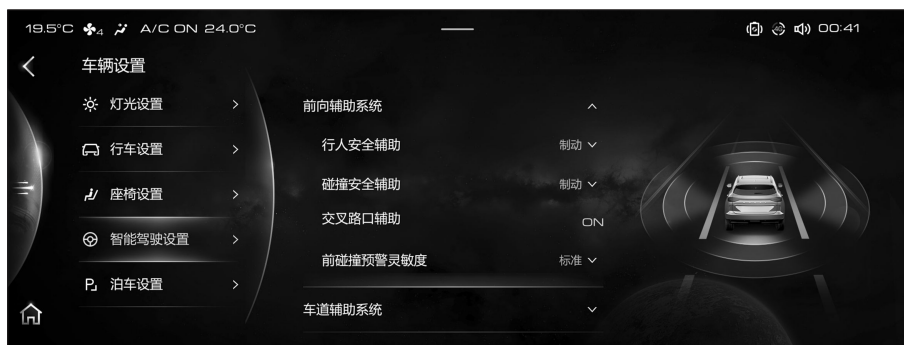 19.5°C 4 A/C ON 24.0°C 00:41
车辆设置
灯光设置
行车设置
座椅设置
智能驾驶设置
P 泊车设置
前向辅助系统
行人安全辅助 制动
碰撞安全辅助 制动
交叉路口辅助 ON
前碰撞预警灵敏度 标准
车道辅助系统